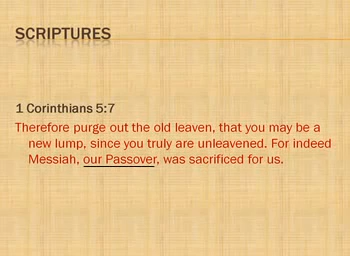 SCRIPTURES
1 Corinthians 5:7
Therefore purge out the old leaven, that you may be a
new lump, since you truly are unleavened. For indeed
Messiah, our Passover, was sacrificed for us.